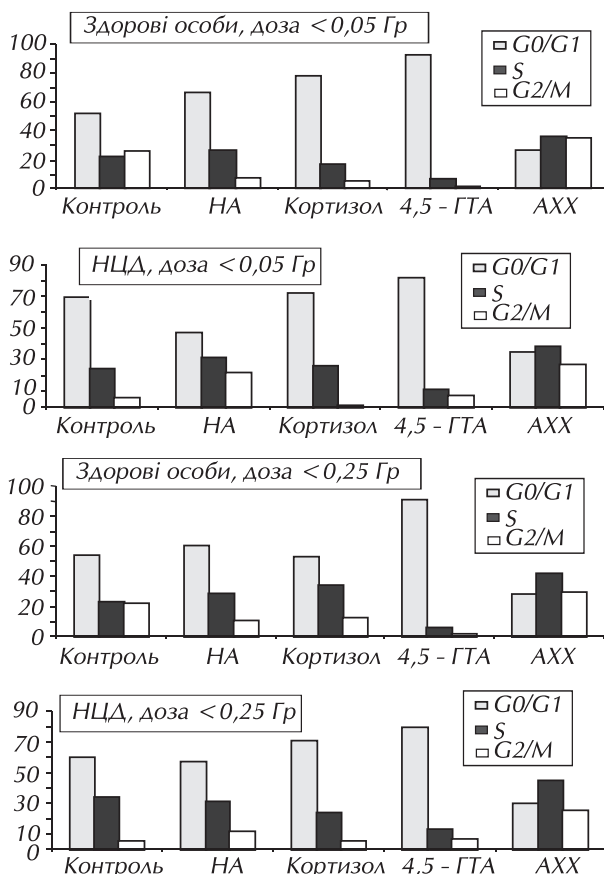 Здорові особи, доза <0,05 Гр
G0/G1
S
G2/M
100
80
60
40
20
0
Контроль НА Кортизол 4,5 - ГТА АХХ
НЦД, доза <0,05 Гр
G0/G1
S
G2/M
90
70
50
30
10
0
Контроль НА Кортизол 4,5 - ГТА АХХ
Здорові особи, доза <0,25 Гр
G0/G1
S
G2/M
100
80
60
40
20
0
Контроль НА Кортизол 4,5 - ГТА АХХ
НЦД, доза <0,25 Гр
G0/G1
S
G2/M
90
70
50
30
10
0
Контроль НА Кортизол 4,5 - ГТА АХХ